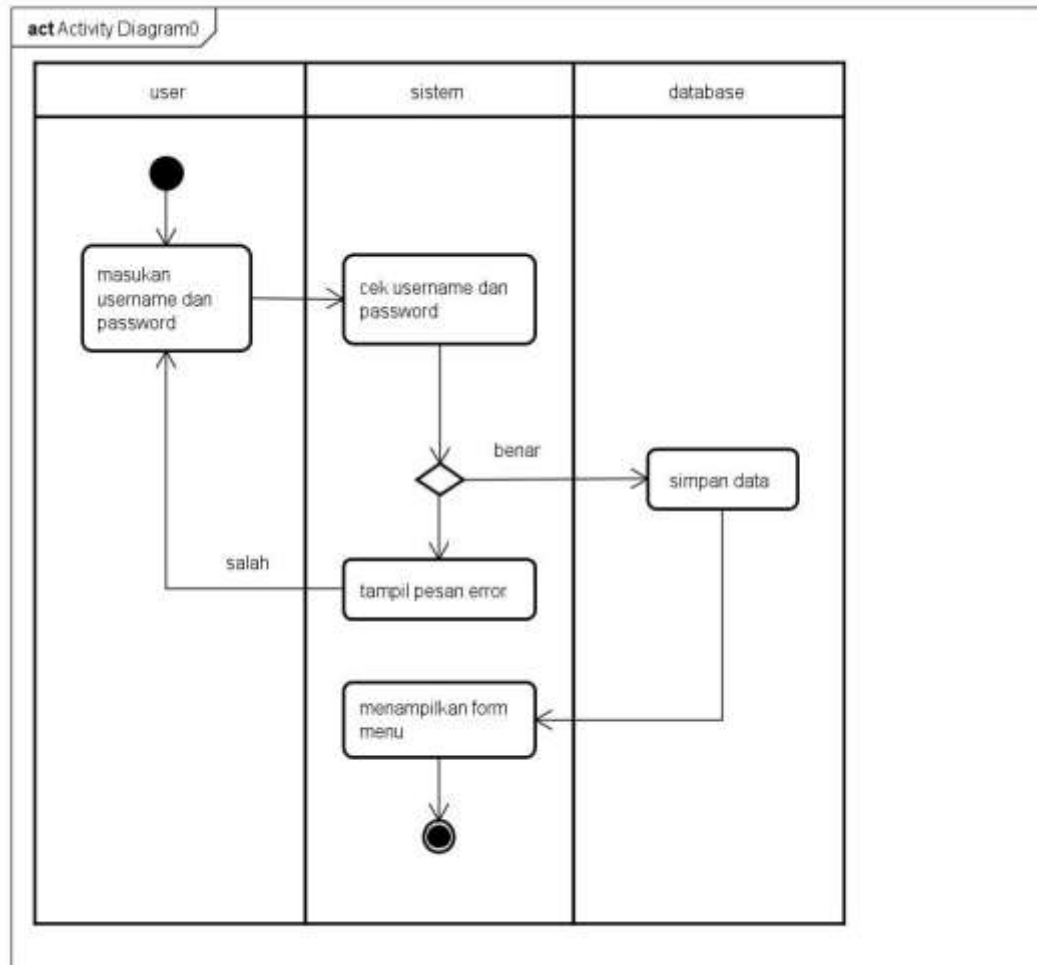 act Activity Diagram0
user
sistem
database
masukan
username dan
password
cek username dan
password
benar
simpan data
salah
tampil pesan error
menampilkan form
menu